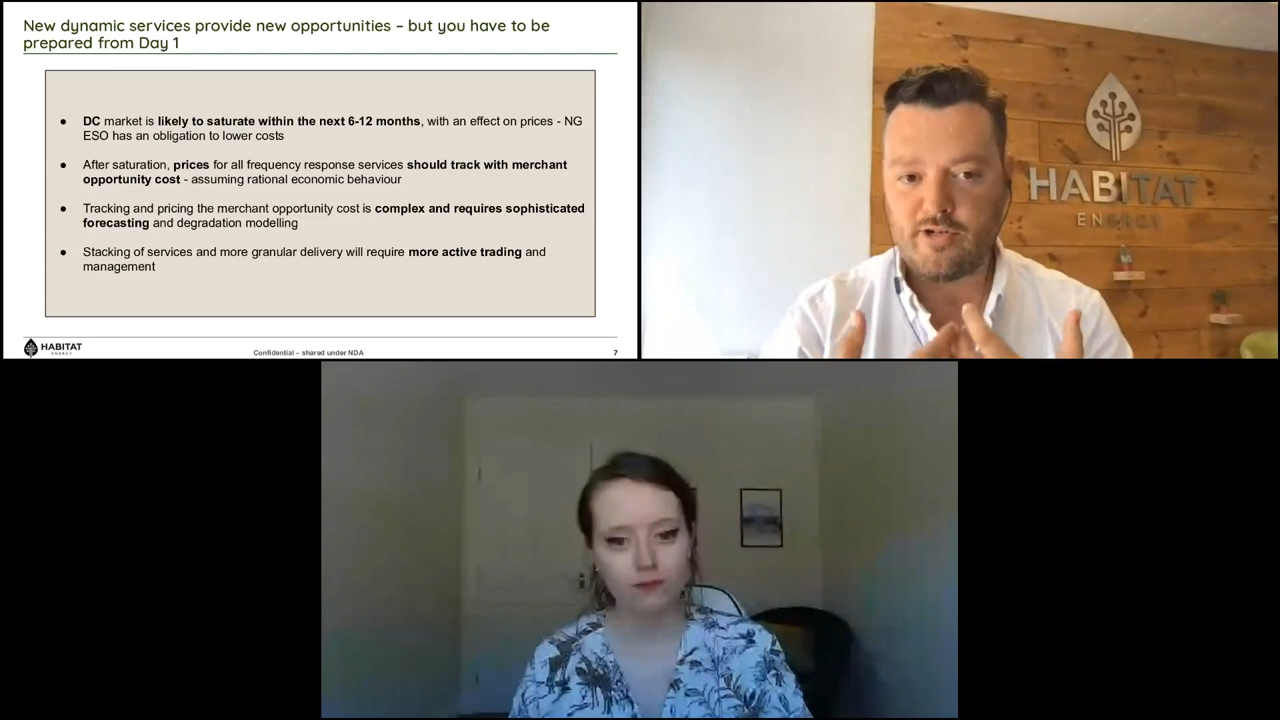 New dynamic services provide new opportunities – but you have to be
prepared from Day 1
● DC market is likely to saturate within the next 6-12 months, with an effect on prices - NG
ESO has an obligation to lower costs
● After saturation, prices for all frequency response services should track with merchant
opportunity cost - assuming rational economic behaviour
● Tracking and pricing the merchant opportunity cost is complex and requires sophisticated
forecasting and degradation modelling
● Stacking of services and more granular delivery will require more active trading and
management
HABITAT
ENERGY
Confidential – shared under NDA
7
HABITAT
ENERGY